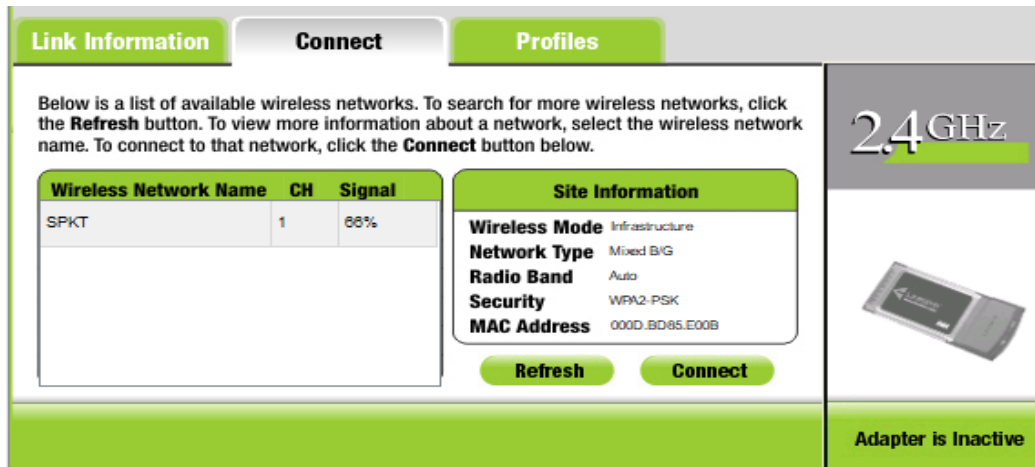 Link Information
Connect
Profiles
Below is a list of available wireless networks. To search for more wireless networks, click
the Refresh button. To view more information about a network, select the wireless network
name. To connect to that network, click the Connect button below.
2.4 GHz
Wireless Network Name CH Signal
SPKT 1 66%
Site Information
Wireless Mode Infrastructure
Network Type Mixed B/G
Radio Band Auto
Security WPA2-PSK
MAC Address 000D.BD85.E00B
Refresh
Connect
Adapter is Inactive